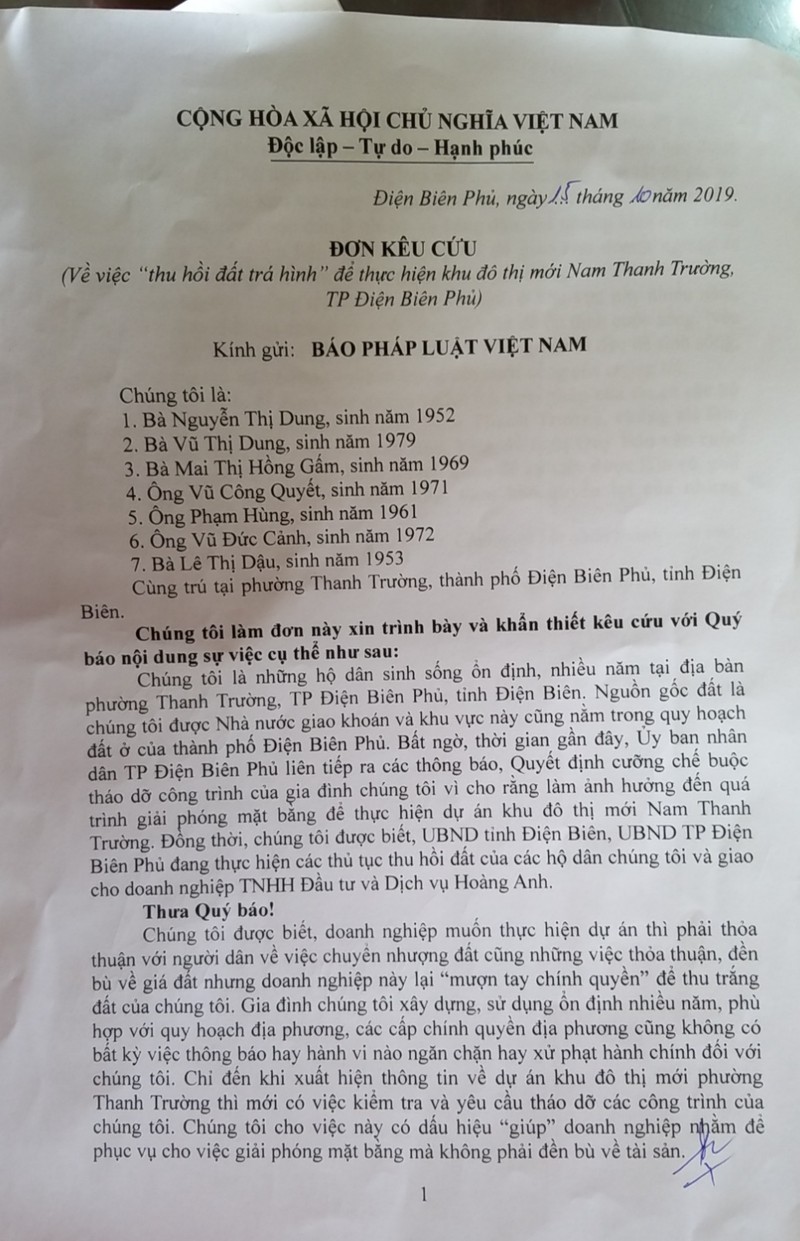 CỘNG HÒA XÃ HỘI CHỦ NGHĨA VIỆT NAM
Độc lập – Tự do – Hạnh phúc
Điện Biên Phủ, ngày 15 tháng 10 năm 2019.
ĐƠN KÊU CỨU
(Về việc “thu hồi đất trá hình” để thực hiện khu đô thị mới Nam Thanh Trường,
TP Điện Biên Phủ)
Kính gửi: BÁO PHÁP LUẬT VIỆT NAM
Chúng tôi là:
1. Bà Nguyễn Thị Dung, sinh năm 1952
2. Bà Vũ Thị Dung, sinh năm 1979
3. Bà Mai Thị Hồng Gấm, sinh năm 1969
4. Ông Vũ Công Quyết, sinh năm 1971
5. Ông Phạm Hùng, sinh năm 1961
6. Ông Vũ Đức Cảnh, sinh năm 1972
7. Bà Lê Thị Dậu, sinh năm 1953
Cùng trú tại phường Thanh Trường, thành phố Điện Biên Phủ, tỉnh Điện
Biên.
Chúng tôi làm đơn này xin trình bày và khẩn thiết kêu cứu với Quý
báo nội dung sự việc cụ thể như sau:
Chúng tôi là những hộ dân sinh sống ổn định, nhiều năm tại địa bàn
phường Thanh Trường, TP Điện Biên Phủ, tỉnh Điện Biên. Nguồn gốc đất là
chúng tôi được Nhà nước giao khoán và khu vực này cũng nằm trong quy hoạch
đất ở của thành phố Điện Biên Phủ. Bất ngờ, thời gian gần đây, Ủy ban nhân
dân TP Điện Biên Phủ liên tiếp ra các thông báo, Quyết định cưỡng chế buộc
tháo dỡ công trình của gia đình chúng tôi vì cho rằng làm ảnh hưởng đến quá
trình giải phóng mặt bằng để thực hiện dự án khu đô thị mới Nam Thanh
Trường. Đồng thời, chúng tôi được biết, UBND tỉnh Điện Biên, UBND TP Điện
Biên Phủ đang thực hiện các thủ tục thu hồi đất của các hộ dân chúng tôi và giao
cho doanh nghiệp TNHH Đầu tư và Dịch vụ Hoàng Anh.
Thưa Quý báo!
Chúng tôi được biết, doanh nghiệp muốn thực hiện dự án thì phải thỏa
thuận với người dân về việc chuyển nhượng đất cũng những việc thỏa thuận, đền
bù về giá đất nhưng doanh nghiệp này lại “mượn tay chính quyền” để thu trắng
đất của chúng tôi. Gia đình chúng tôi xây dựng, sử dụng ổn định nhiều năm, phù
hợp với quy hoạch địa phương, các cấp chính quyền địa phương cũng không có
bất kỳ việc thông báo hay hành vi nào ngăn chặn hay xử phạt hành chính đối với
chúng tôi. Chỉ đến khi xuất hiện thông tin về dự án khu đô thị mới phường
Thanh Trường thì mới có việc kiểm tra và yêu cầu tháo dỡ các công trình của
chúng tôi. Chúng tôi cho việc này có dấu hiệu “giúp” doanh nghiệp nhằm để
phục vụ cho việc giải phóng mặt bằng mà không phải đền bù về tài sản.
1